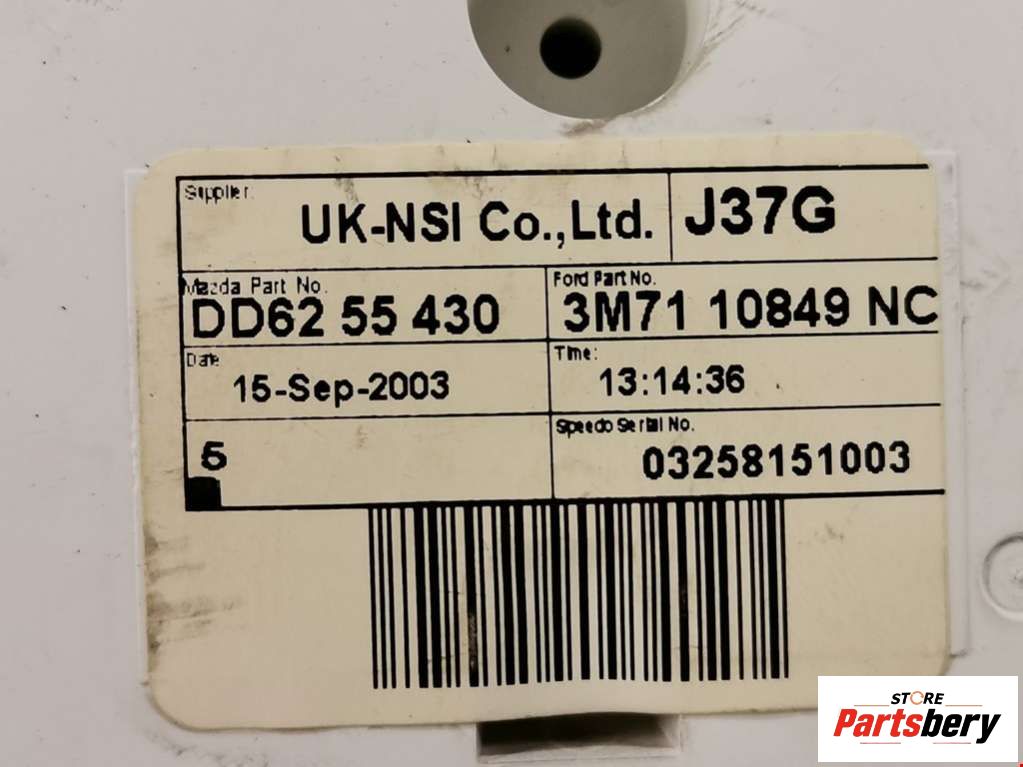 Supplier:
UK-NSI Co.,Ltd. J37G
Mazda Part No. Ford Part No.
DD62 55 430 3M71 10849 NC
Date Time:
15-Sep-2003 13:14:36
Speedo Serial No.
5 03258151003
STORE
Partsbery